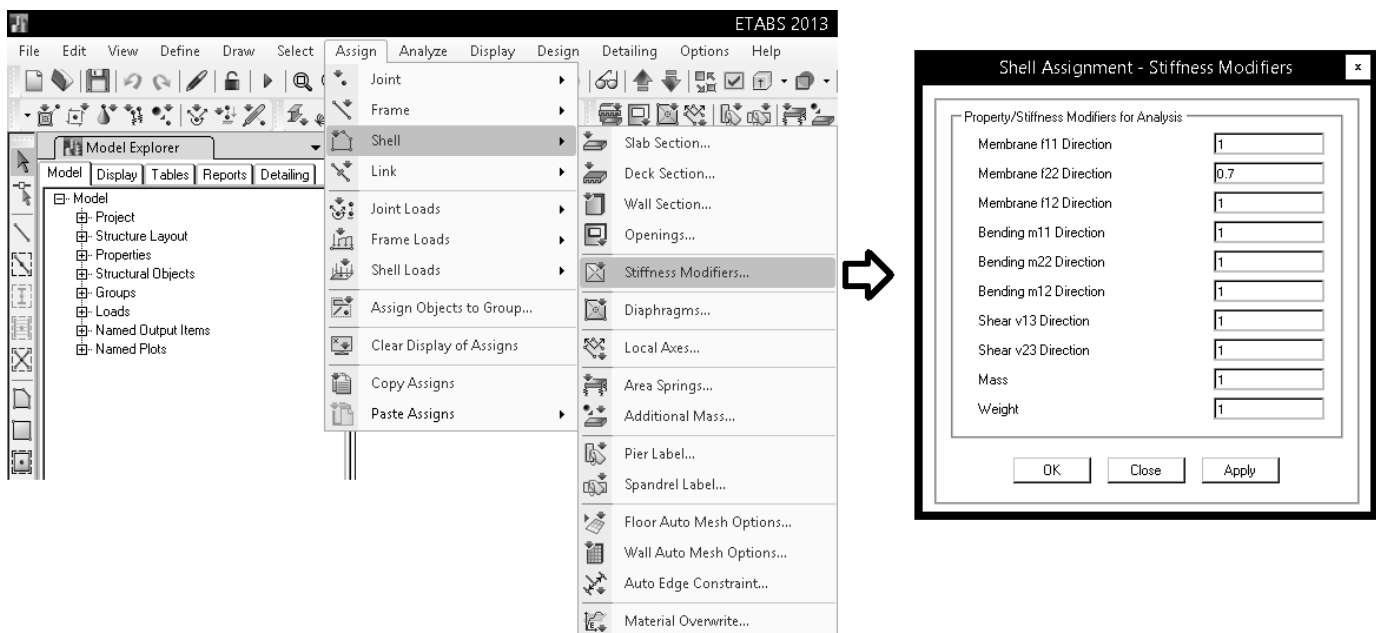 ETABS 2013
File Edit View Define Draw Select Assign Analyze Display Design Detailing Options Help
Model Explorer
Model Display Tables Reports Detailing
Model
Project
Structure Layout
Properties
Structural Objects
Groups
Loads
Named Output Items
Named Plots
Joint
Frame
Shell
Link
Joint Loads
Frame Loads
Shell Loads
Assign Objects to Group...
Clear Display of Assigns
Copy Assigns
Paste Assigns
Slab Section...
Deck Section...
Wall Section...
Openings...
Stiffness Modifiers...
Diaphragms...
Local Axes...
Area Springs...
Additional Mass...
Pier Label...
Spandrel Label...
Floor Auto Mesh Options...
Wall Auto Mesh Options...
Auto Edge Constraint...
Material Overwrite...
Shell Assignment - Stiffness Modifiers x
Property/Stiffness Modifiers for Analysis
Membrane f11 Direction 1
Membrane f22 Direction 0.7
Membrane f12 Direction 1
Bending m11 Direction 1
Bending m22 Direction 1
Bending m12 Direction 1
Shear v13 Direction 1
Shear v23 Direction 1
Mass 1
Weight 1
OK Close Apply